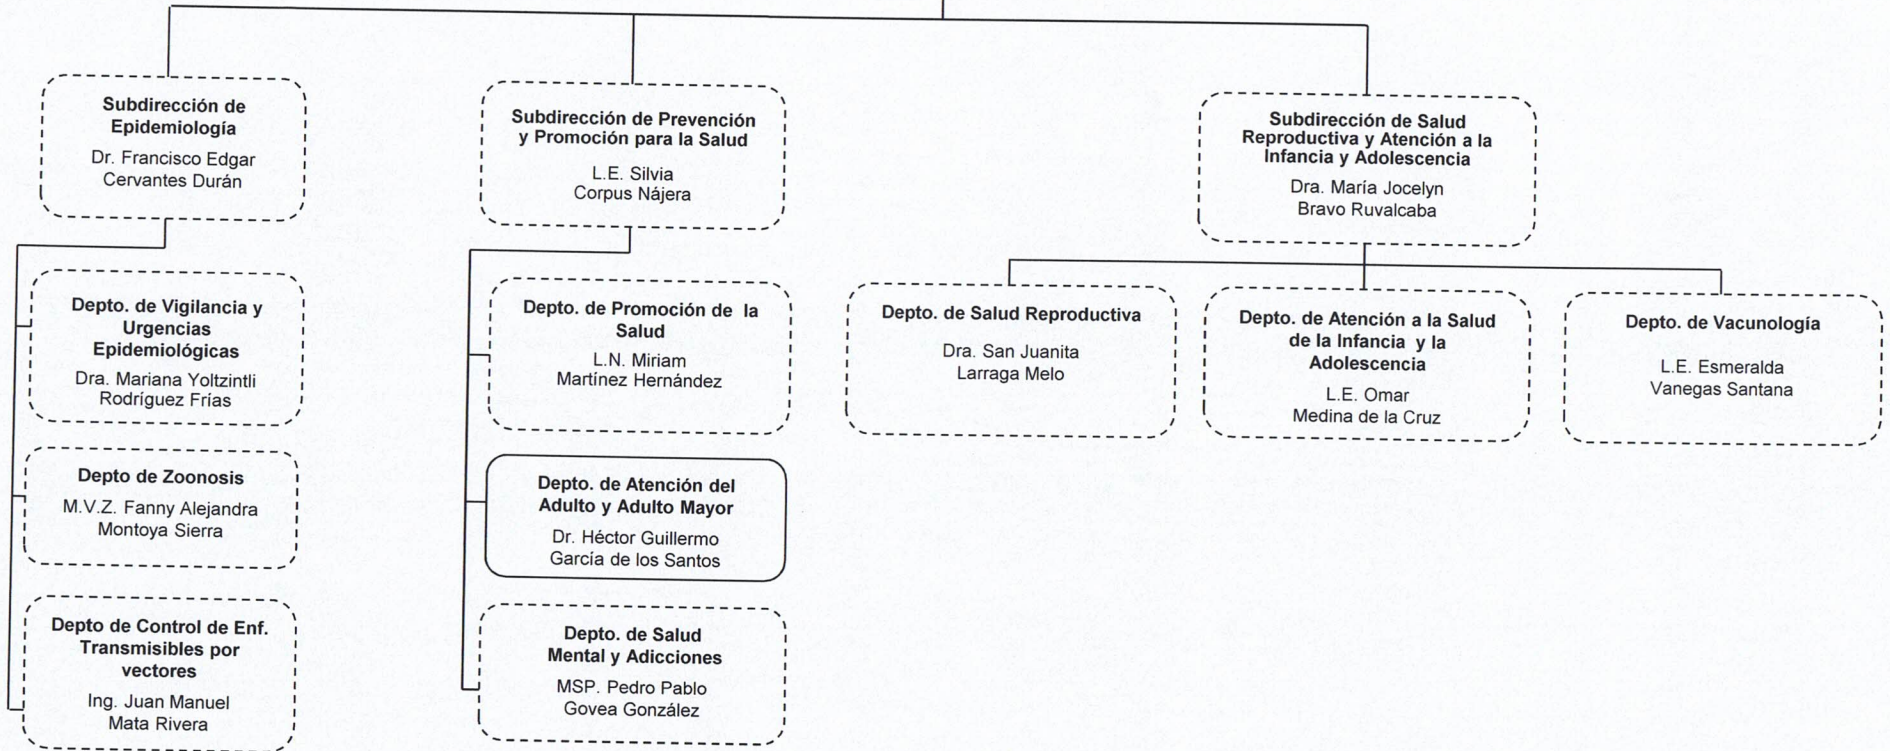 Subdirección de
Epidemiología
Dr. Francisco Edgar
Cervantes Durán
Subdirección de Prevención
y Promoción para la Salud
L.E. Silvia
Corpus Nájera
Subdirección de Salud
Reproductiva y Atención a la
Infancia y Adolescencia
Dra. María Jocelyn
Bravo Ruvalcaba
Depto. de Vigilancia y
Urgencias
Epidemiológicas
Dra. Mariana Yoltzintli
Rodríguez Frías
Depto de Zoonosis
M.V.Z. Fanny Alejandra
Montoya Sierra
Depto de Control de Enf.
Transmisibles por
vectores
Ing. Juan Manuel
Mata Rivera
Depto. de Promoción de la
Salud
L.N. Miriam
Martínez Hernández
Depto. de Atención del
Adulto y Adulto Mayor
Dr. Héctor Guillermo
García de los Santos
Depto. de Salud
Mental y Adicciones
MSP. Pedro Pablo
Govea González
Depto. de Salud Reproductiva
Dra. San Juanita
Larraga Melo
Depto. de Atención a la Salud
de la Infancia y la
Adolescencia
L.E. Omar
Medina de la Cruz
Depto. de Vacunología
L.E. Esmeralda
Vanegas Santana